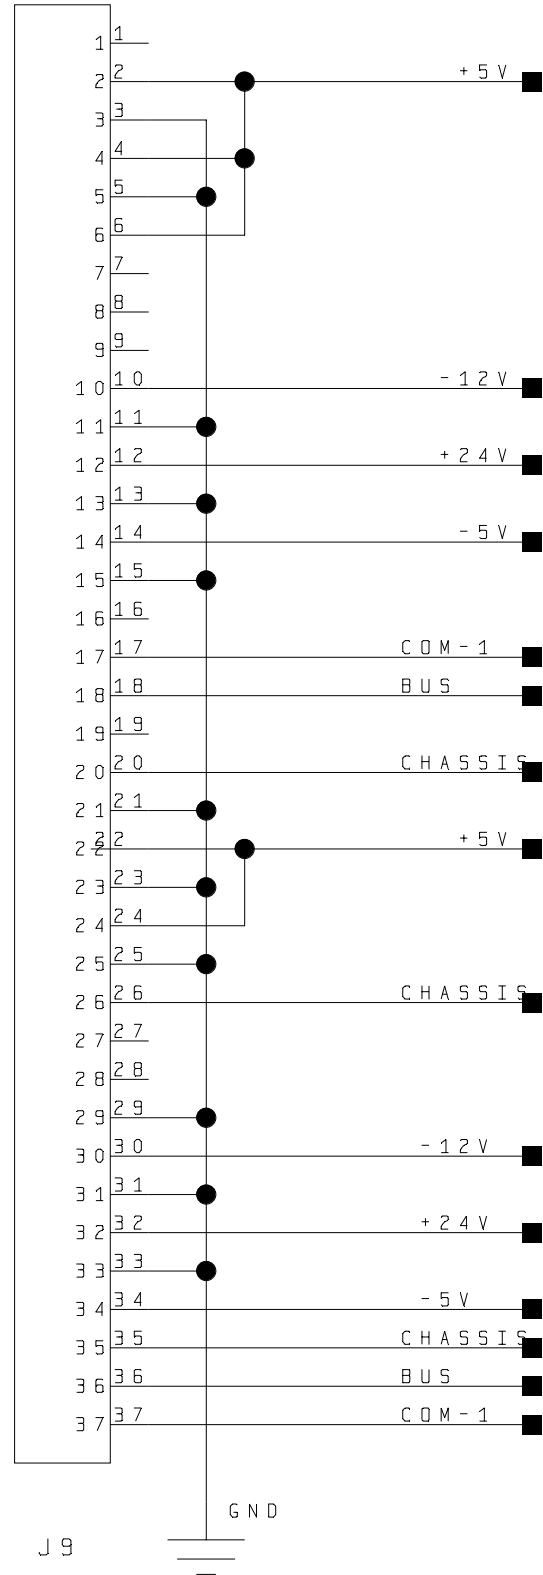 1 1
2 2 +5V
3 3
4 4
5 5
6 6
7 7
8 8
9 9
10 10 -12V
11 11
12 12 +24V
13 13
14 14 -5V
15 15
16 16
17 17 COM-1
18 18 BUS
19 19
20 20 CHASSIS
21 21
22 22 +5V
23 23
24 24
25 25
26 26 CHASSIS
27 27
28 28
29 29
30 30 -12V
31 31
32 32 +24V
33 33
34 34 -5V
35 35 CHASSIS
36 36 BUS
37 37 COM-1
GND
J9